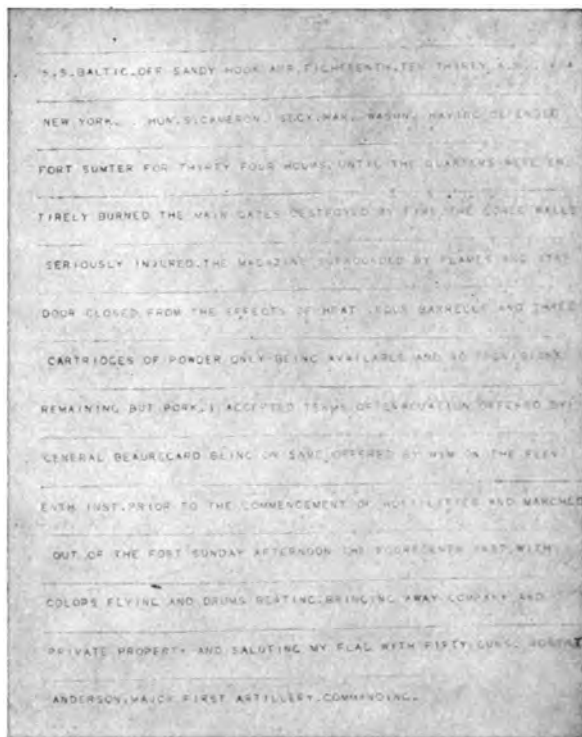 S.S.BALTIC.OFF SANDY HOOK APR.EIGHTEENTH.TEN THIRTY A.M. .VIA
NEW YORK. . HON.S.CAMERON. SECY.WAR. WASHN. HAVING DEFENDED
FORT SUMTER FOR THIRTY FOUR HOURS.UNTIL THE QUARTERS WERE EN
TIRELY BURNED THE MAIN GATES DESTROYED BY FIRE.THE GORGE WALLS
SERIOUSLY INJURED.THE MAGAZINE SURROUNDED BY FLAMES AND ITS
DOOR CLOSED FROM THE EFFECTS OF HEAT .FOUR BARRELLS AND THREE
CARTRIDGES OF POWDER ONLY BEING AVAILABLE AND NO PROVISIONS
REMAINING BUT PORK.I ACCEPTED TERMS OF EVACUATION OFFERED BY
GENERAL BEAUREGARD BEING ON SAME OFFERED BY HIM ON THE ELEV
ENTH INST.PRIOR TO THE COMMENCEMENT OF HOSTILITIES AND MARCHED
OUT OF THE FORT SUNDAY AFTERNOON THE FOURTEENTH INST.WITH
COLORS FLYING AND DRUMS BEATING.BRINGING AWAY COMPANY AND
PRIVATE PROPERTY AND SALUTING MY FLAG WITH FIFTY GUNS. ROBERT
ANDERSON.MAJOR FIRST ARTILLERY.COMMANDING.